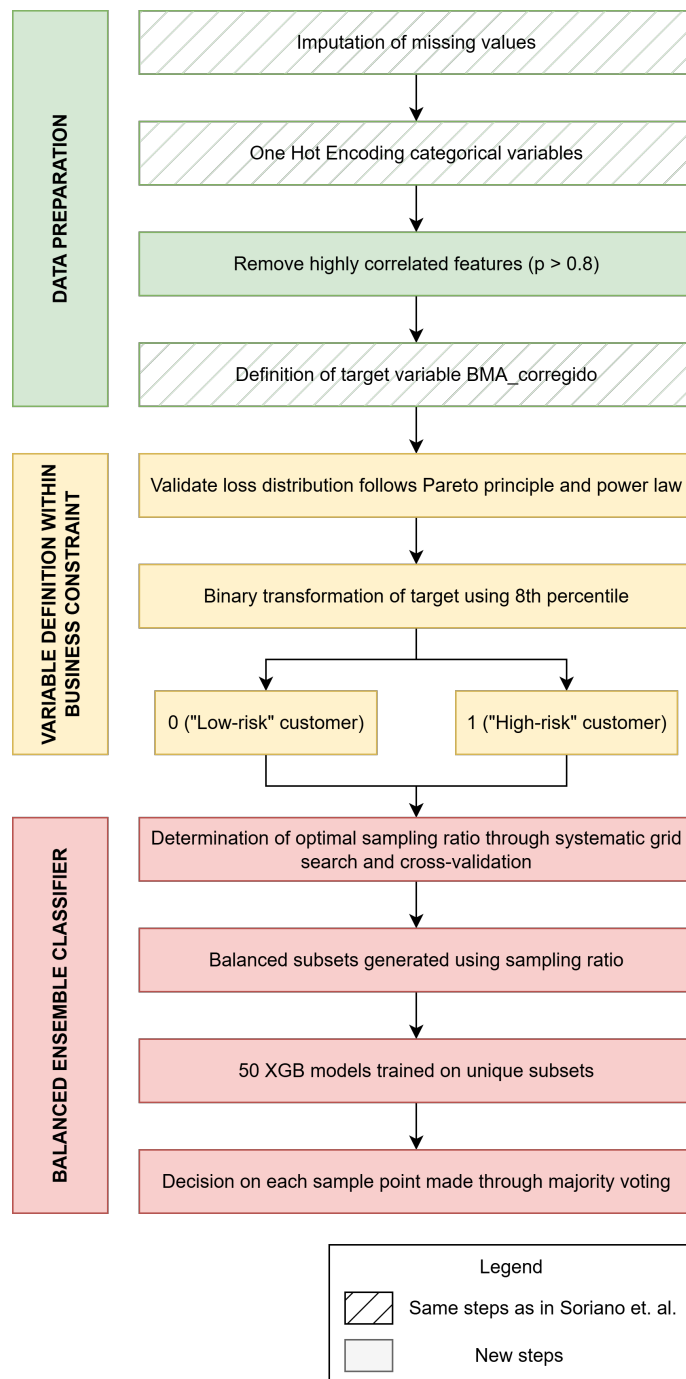 DATA PREPARATION
Imputation of missing values
One Hot Encoding categorical variables
Remove highly correlated features (p > 0.8)
Definition of target variable BMA_corregido
VARIABLE DEFINITION WITHIN
BUSINESS CONSTRAINT
Validate loss distribution follows Pareto principle and power law
Binary transformation of target using 8th percentile
0 ("Low-risk" customer)
1 ("High-risk" customer)
BALANCED ENSEMBLE CLASSIFIER
Determination of optimal sampling ratio through systematic grid
search and cross-validation
Balanced subsets generated using sampling ratio
50 XGB models trained on unique subsets
Decision on each sample point made through majority voting
Legend
Same steps as in Soriano et. al.
New steps